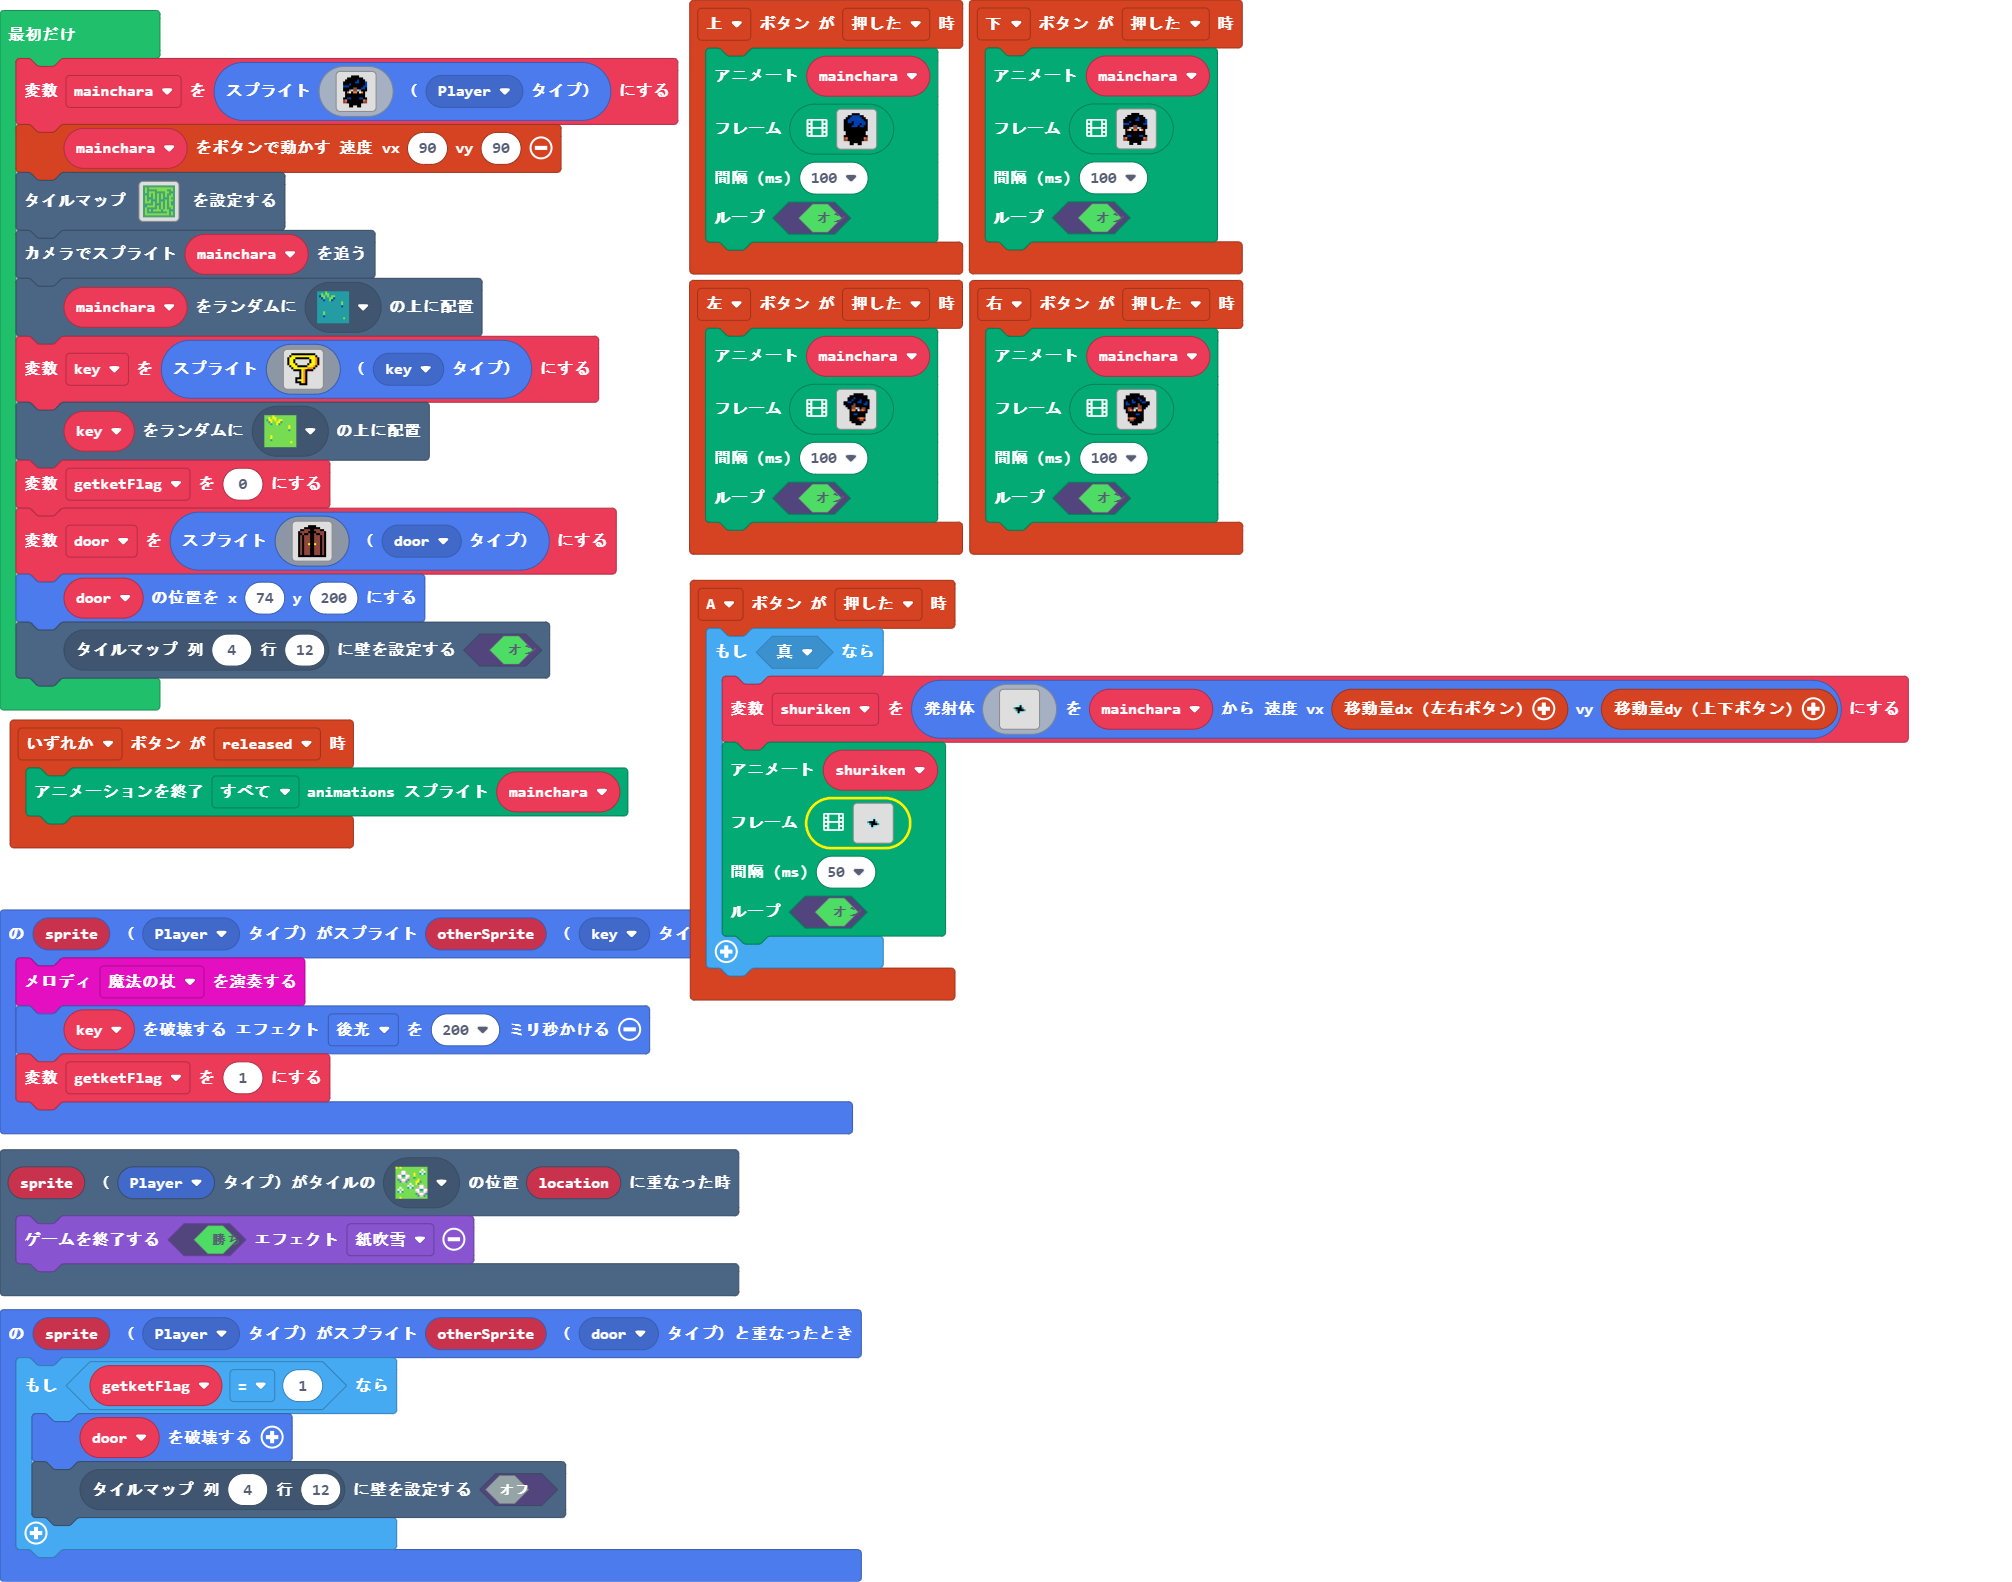 最初だけ
変数 mainchara を スプライト ( Player タイプ) にする
mainchara をボタンで動かす 速度 vx 90 vy 90
タイルマップ を設定する
カメラでスプライト mainchara を追う
mainchara をランダムに の上に配置
変数 key を スプライト ( key タイプ) にする
key をランダムに の上に配置
変数 getketFlag を 0 にする
変数 door を スプライト ( door タイプ) にする
door の位置を x 74 y 200 にする
タイルマップ 列 4 行 12 に壁を設定する オ
いずれか ボタン が released 時
アニメーションを終了 すべて animations スプライト mainchara
の sprite ( Player タイプ) がスプライト otherSprite ( key タイ
メロディ 魔法の杖 を演奏する
key を破壊する エフェクト 後光 を 200 ミリ秒かける
変数 getketFlag を 1 にする
sprite ( Player タイプ) がタイルの の位置 location に重なった時
ゲームを終了する 勝 エフェクト 紙吹雪
の sprite ( Player タイプ) がスプライト otherSprite ( door タイプ) と重なったとき
もし getketFlag = 1 なら
door を破壊する
タイルマップ 列 4 行 12 に壁を設定する オフ
上 ボタン が 押した 時
アニメート mainchara
フレーム
間隔 (ms) 100
ループ オ
下 ボタン が 押した 時
アニメート mainchara
フレーム
間隔 (ms) 100
ループ オ
左 ボタン が 押した 時
アニメート mainchara
フレーム
間隔 (ms) 100
ループ オ
右 ボタン が 押した 時
アニメート mainchara
フレーム
間隔 (ms) 100
ループ オ
A ボタン が 押した 時
もし 真 なら
変数 shuriken を 発射体 を mainchara から 速度 vx 移動量dx (左右ボタン) vy 移動量dy (上下ボタン) にする
アニメート shuriken
フレーム
間隔 (ms) 50
ループ オ